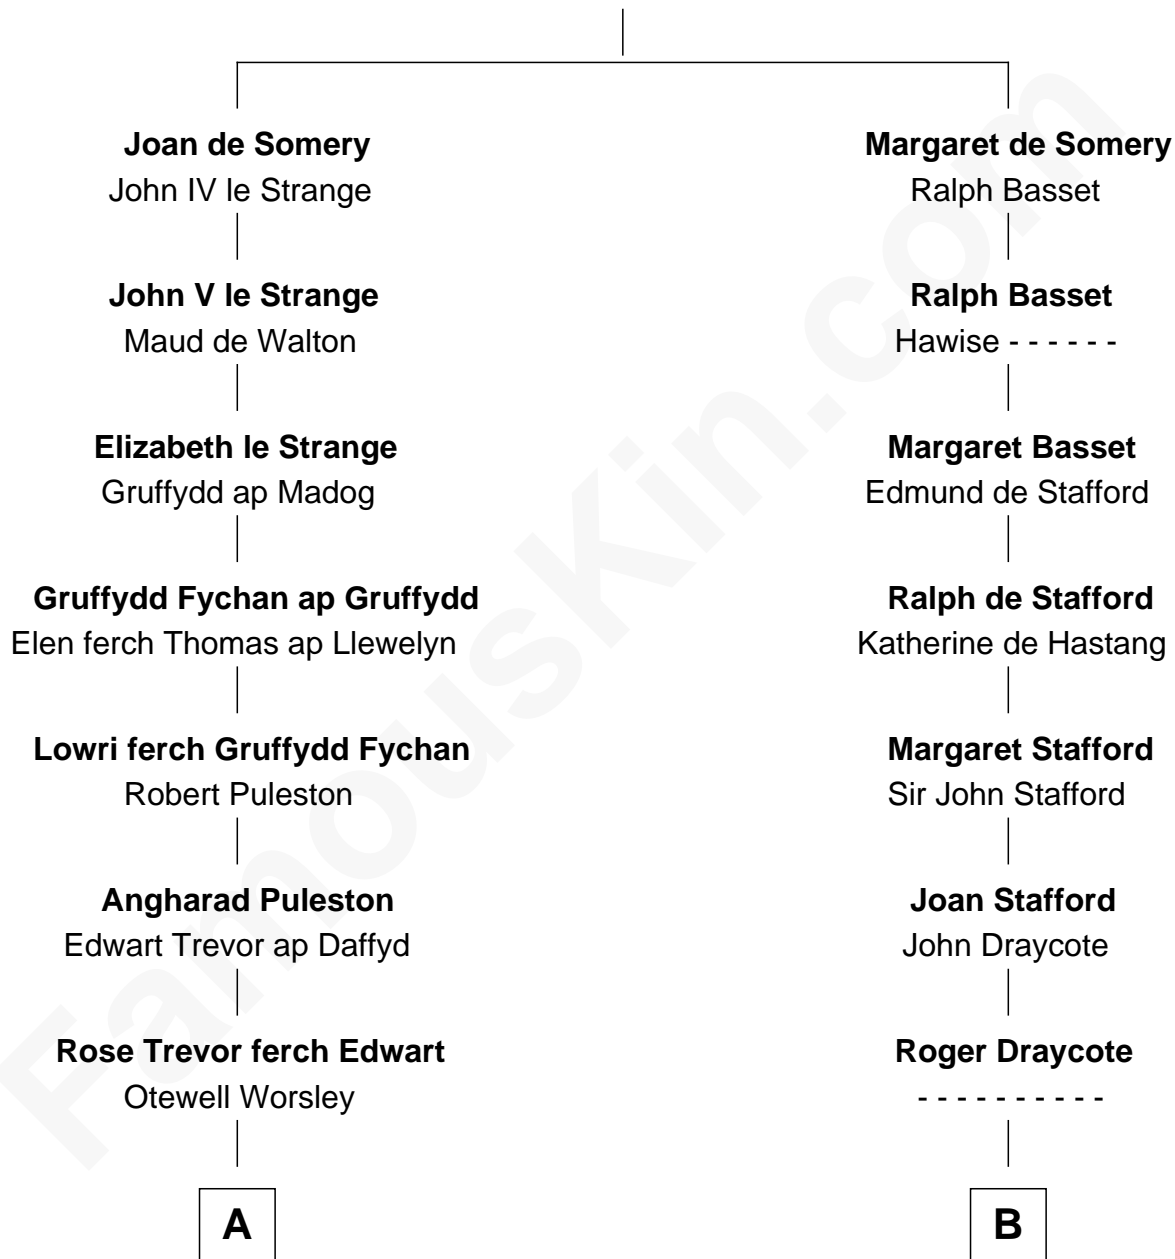 Joan de Somery
John IV le Strange
Margaret de Somery
Ralph Basset
John V le Strange
Maud de Walton
Ralph Basset
Hawise - - - - - -
Elizabeth le Strange
Gruffydd ap Madog
Margaret Basset
Edmund de Stafford
Gruffydd Fychan ap Gruffydd
Elen ferch Thomas ap Llewelyn
Ralph de Stafford
Katherine de Hastang
Lowri ferch Gruffydd Fychan
Robert Puleston
Margaret Stafford
Sir John Stafford
Angharad Puleston
Edwart Trevor ap Daffyd
Joan Stafford
John Draycote
Rose Trevor ferch Edwart
Otewell Worsley
Roger Draycote
- - - - - - - - - -
A
B
FamousKin.com